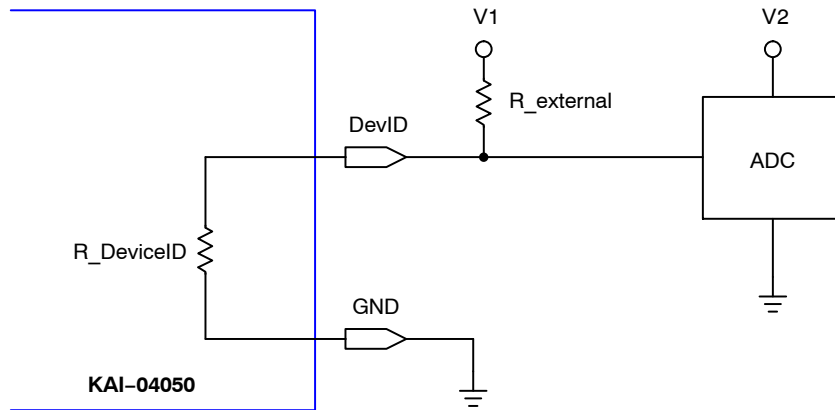 V1
V2
R_external
DevID
ADC
R_DeviceID
GND
KAI−04050